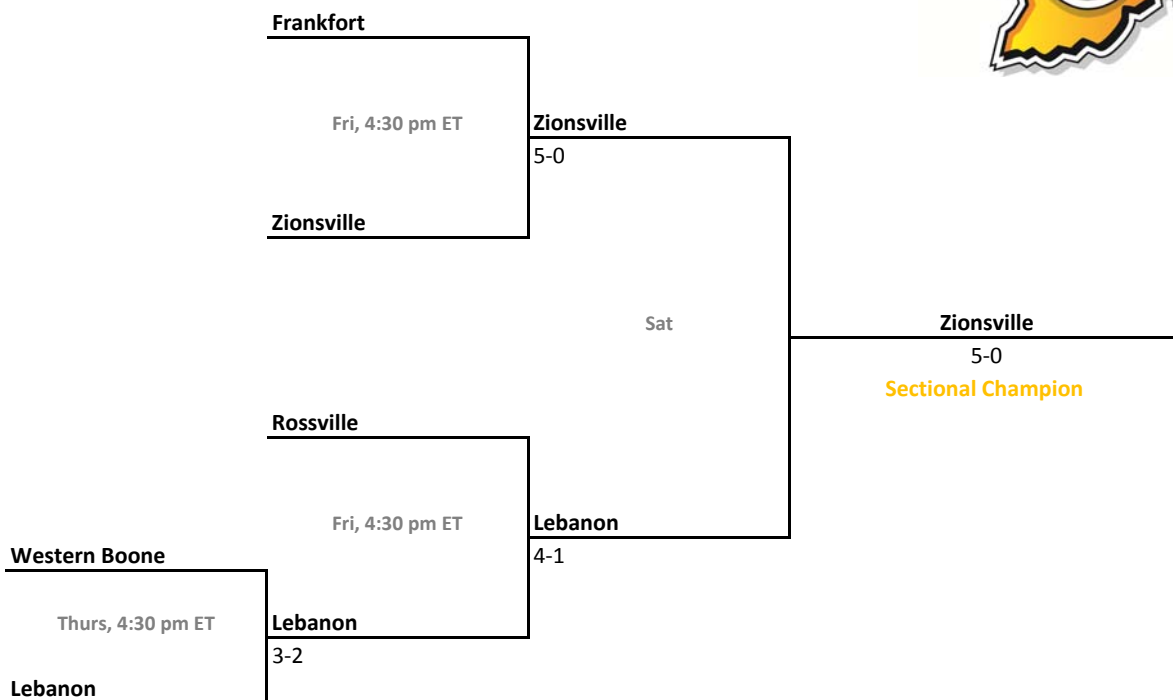 Frankfort
Fri, 4:30 pm ET
Zionsville
5-0
Zionsville
Sat
Zionsville
5-0
Sectional Champion
Rossville
Fri, 4:30 pm ET
Lebanon
4-1
Western Boone
Thurs, 4:30 pm ET
Lebanon
3-2
Lebanon